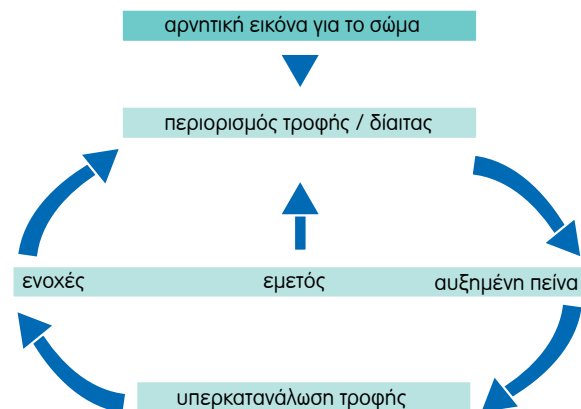 αρνητική εικόνα για το σώμα
περιορισμός τροφής / δίαιτας
ενοχές εμετός αυξημένη πείνα
υπερκατανάλωση τροφής